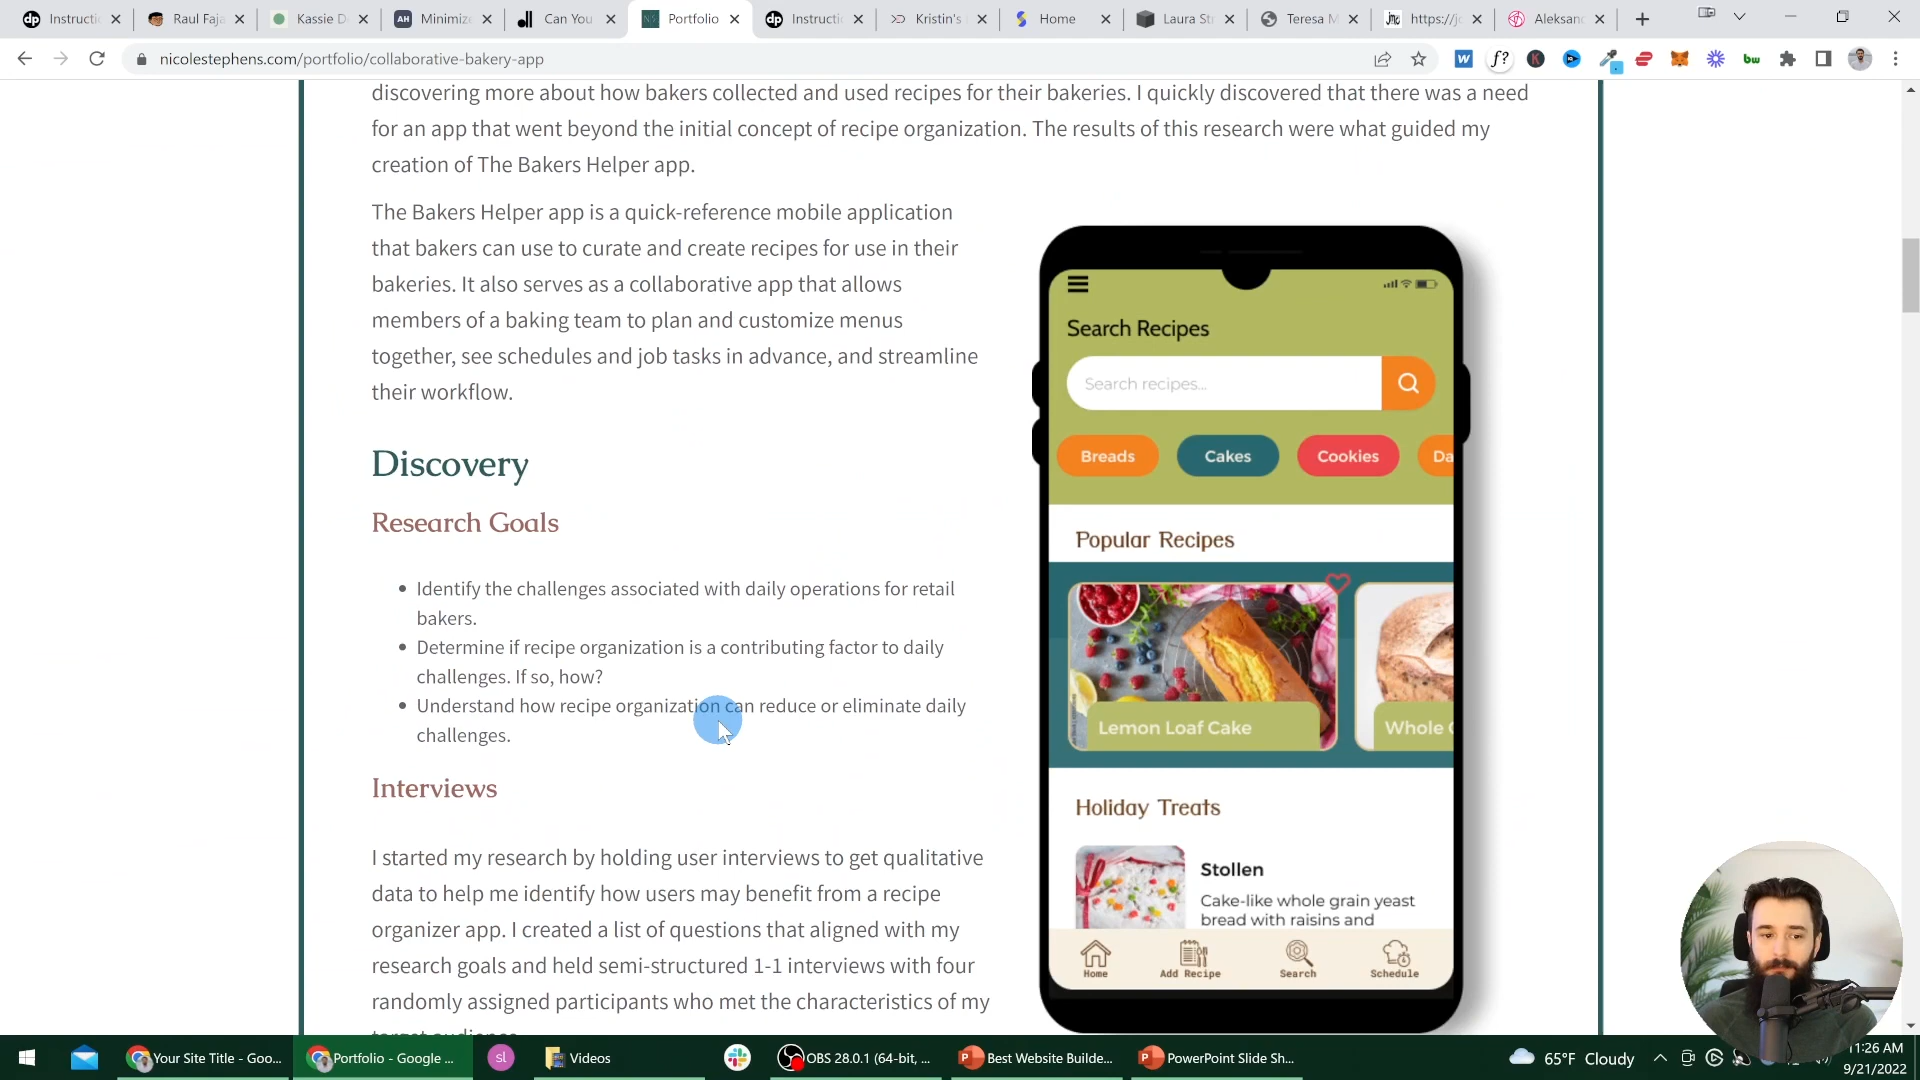 Instructi
Raul Faja
Kassie D
Minimize
Can You
Portfolio
Instructi
Kristin's
Home
Laura St
Teresa M
https://jo
Aleksand
nicolestephens.com/portfolio/collaborative-bakery-app
discovering more about how bakers collected and used recipes for their bakeries. I quickly discovered that there was a need
for an app that went beyond the initial concept of recipe organization. The results of this research were what guided my
creation of The Bakers Helper app.
The Bakers Helper app is a quick-reference mobile application
that bakers can use to curate and create recipes for use in their
bakeries. It also serves as a collaborative app that allows
members of a baking team to plan and customize menus
together, see schedules and job tasks in advance, and streamline
their workflow.
Discovery
Research Goals
• Identify the challenges associated with daily operations for retail
bakers.
• Determine if recipe organization is a contributing factor to daily
challenges. If so, how?
• Understand how recipe organization can reduce or eliminate daily
challenges.
Interviews
I started my research by holding user interviews to get qualitative
data to help me identify how users may benefit from a recipe
organizer app. I created a list of questions that aligned with my
research goals and held semi-structured 1-1 interviews with four
randomly assigned participants who met the characteristics of my
target audience.
Search Recipes
Search recipes...
Breads
Cakes
Cookies
Da
Popular Recipes
Lemon Loaf Cake
Whole
Holiday Treats
Stollen
Cake-like whole grain yeast
bread with raisins and
Home
Add Recipe
Search
Schedule
Your Site Title - Goo...
Portfolio - Google ...
sl
Videos
OBS 28.0.1 (64-bit, ...
Best Website Builde...
PowerPoint Slide Sh...
65°F Cloudy
11:26 AM
9/21/2022